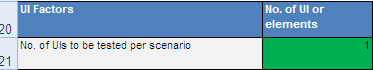 UI Factors
No. of UI or
elements
20
No. of UIs to be tested per scenario
1
21